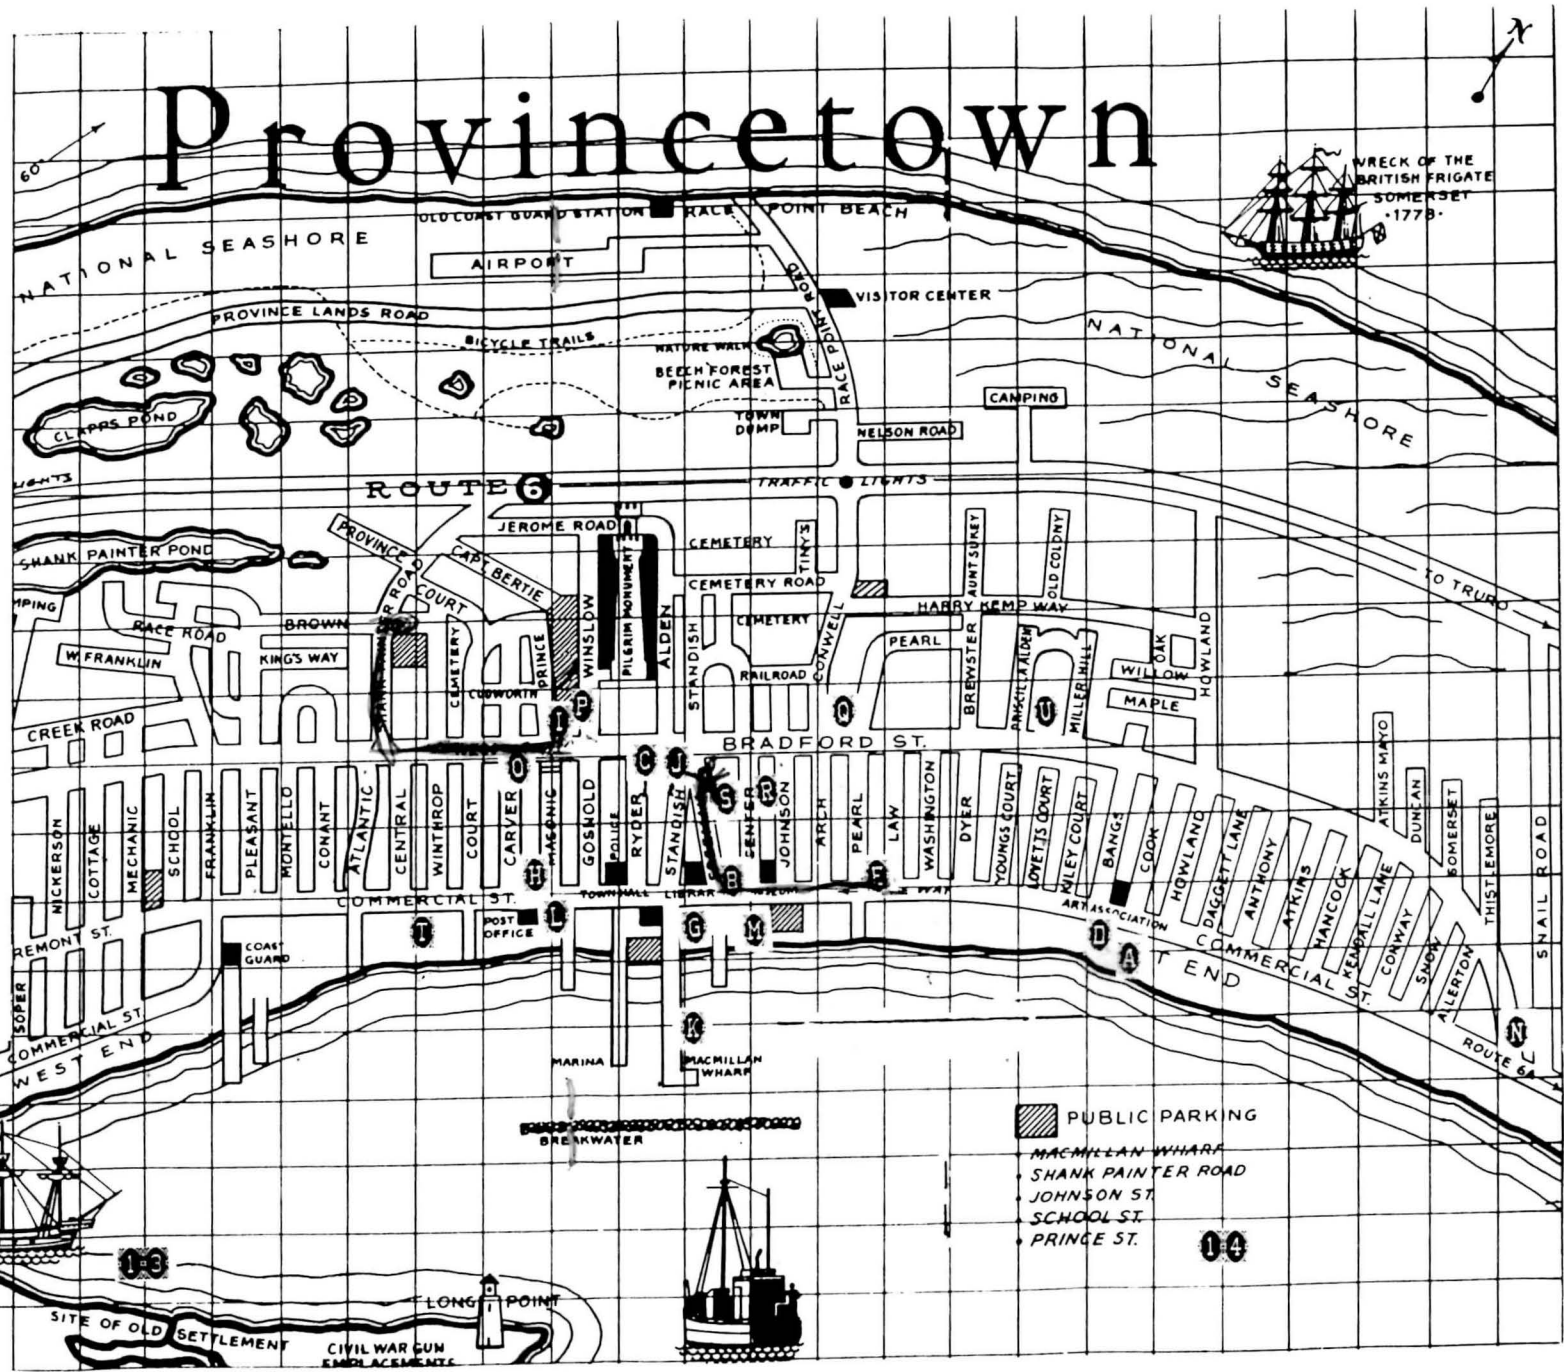 N
Provincetown
60'
WRECK OF THE
BRITISH FRIGATE
SOMERSET
·1778·
OLD COAST GUARD STATION
RACE POINT BEACH
NATIONAL SEASHORE
AIRPORT
RACE POINT ROAD
VISITOR CENTER
PROVINCE LANDS ROAD
BICYCLE TRAILS
NATURE WALK
BEECH FOREST
PICNIC AREA
NATIONAL SEASHORE
CAMPING
CLAPPS POND
TOWN
DUMP
NELSON ROAD
ROUTE 6
TRAFFIC LIGHTS
JEROME ROAD
PROVINCE
CAPT. BERTIE
CEMETERY
TINY'S
AUNT SUKEY
OLD COLONY
SHANK PAINTER POND
COURT
PILGRIM MONUMENT
CEMETERY ROAD
TO TRURO
HARRY KEMP WAY
RACE ROAD
BROWN
WINSLOW
ALDEN
CEMETERY
CONWELL
PEARL
W. FRANKLIN
KING'S WAY
CEMETERY
PRINCE
STANDISH
RAILROAD
BREWSTER
PRISCILLA ALDEN
MILLER HILL
OAK
WILLOW
HOWLAND
CUDWORTH
MAPLE
CREEK ROAD
I
P
Q
U
BRADFORD ST.
O
C
J
S
R
ATKINS MAYO
DUNCAN
SOMERSET
THISTLEMORE
SNAIL ROAD
NICKERSON
COTTAGE
MECHANIC
SCHOOL
FRANKLIN
PLEASANT
MONTELLO
CONANT
ATLANTIC
CENTRAL
WINTHROP
COURT
CARVER
MASONIC
GOSNOLD
POLICE
RYDER
STANDISH
CENTER
JOHNSON
ARCH
PEARL
LAW
WASHINGTON
DYER
YOUNGS COURT
LOVETTS COURT
KILEY COURT
BANGS
COOK
HOWLAND
DAGGETT LANE
ANTHONY
ATKINS
HANCOCK
KENDALL LANE
CONWAY
SNOW
ALLERTON
H
B
F
COMMERCIAL ST.
TOWN HALL
WAY
POST
OFFICE
L
T
G
M
ART ASSOCIATION
D
A
COMMERCIAL ST.
COAST
GUARD
SOPER
COMMERCIAL ST.
WEST END
K
N
ROUTE 6A
MARINA
MACMILLAN
WHARF
BREAKWATER
PUBLIC PARKING
MACMILLAN WHARF
SHANK PAINTER ROAD
JOHNSON ST.
SCHOOL ST.
PRINCE ST.
1-3
14
LONG POINT
SITE OF OLD SETTLEMENT
CIVIL WAR GUN
EMPLACEMENTS